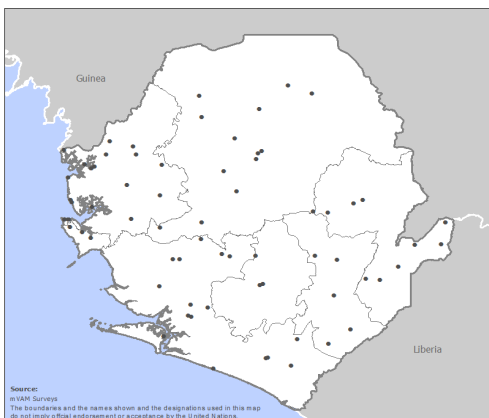 Guinea
Liberia
Source:
mVAM Surveys
The boundaries and the names shown and the designations used in this map
do not imply official endorsement or acceptance by the United Nations.